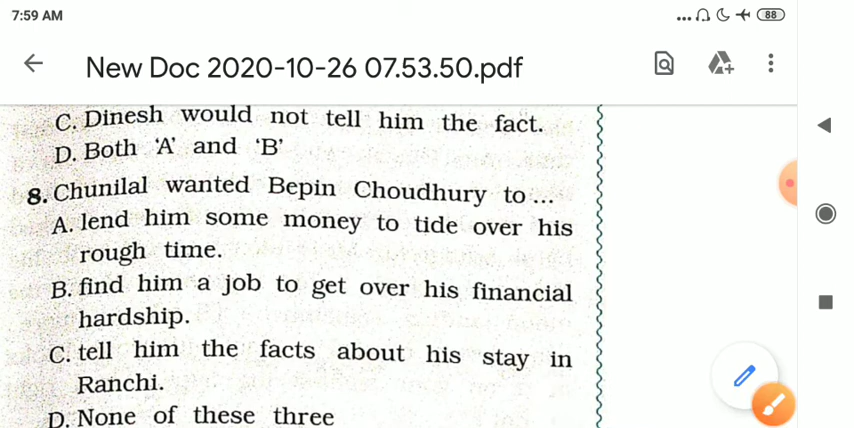 7:59 AM
88
New Doc 2020-10-26 07.53.50.pdf
C. Dinesh would not tell him the fact.
D. Both ‘A’ and ‘B’
8. Chunilal wanted Bepin Choudhury to ...
A. lend him some money to tide over his
rough time.
B. find him a job to get over his financial
hardship.
C. tell him the facts about his stay in
Ranchi.
D. None of these three